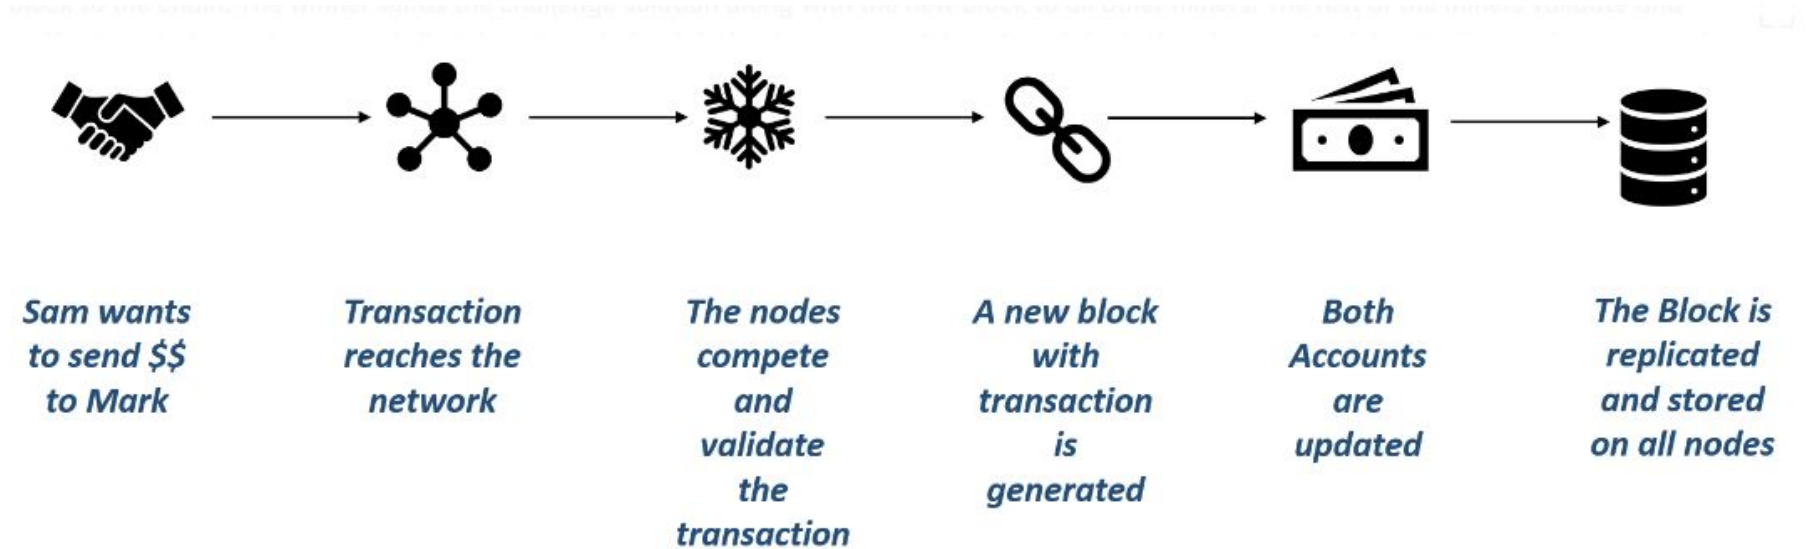 Sam wants
to send $$
to Mark
Transaction
reaches the
network
The nodes
compete
and
validate
the
transaction
A new block
with
transaction
is
generated
Both
Accounts
are
updated
The Block is
replicated
and stored
on all nodes